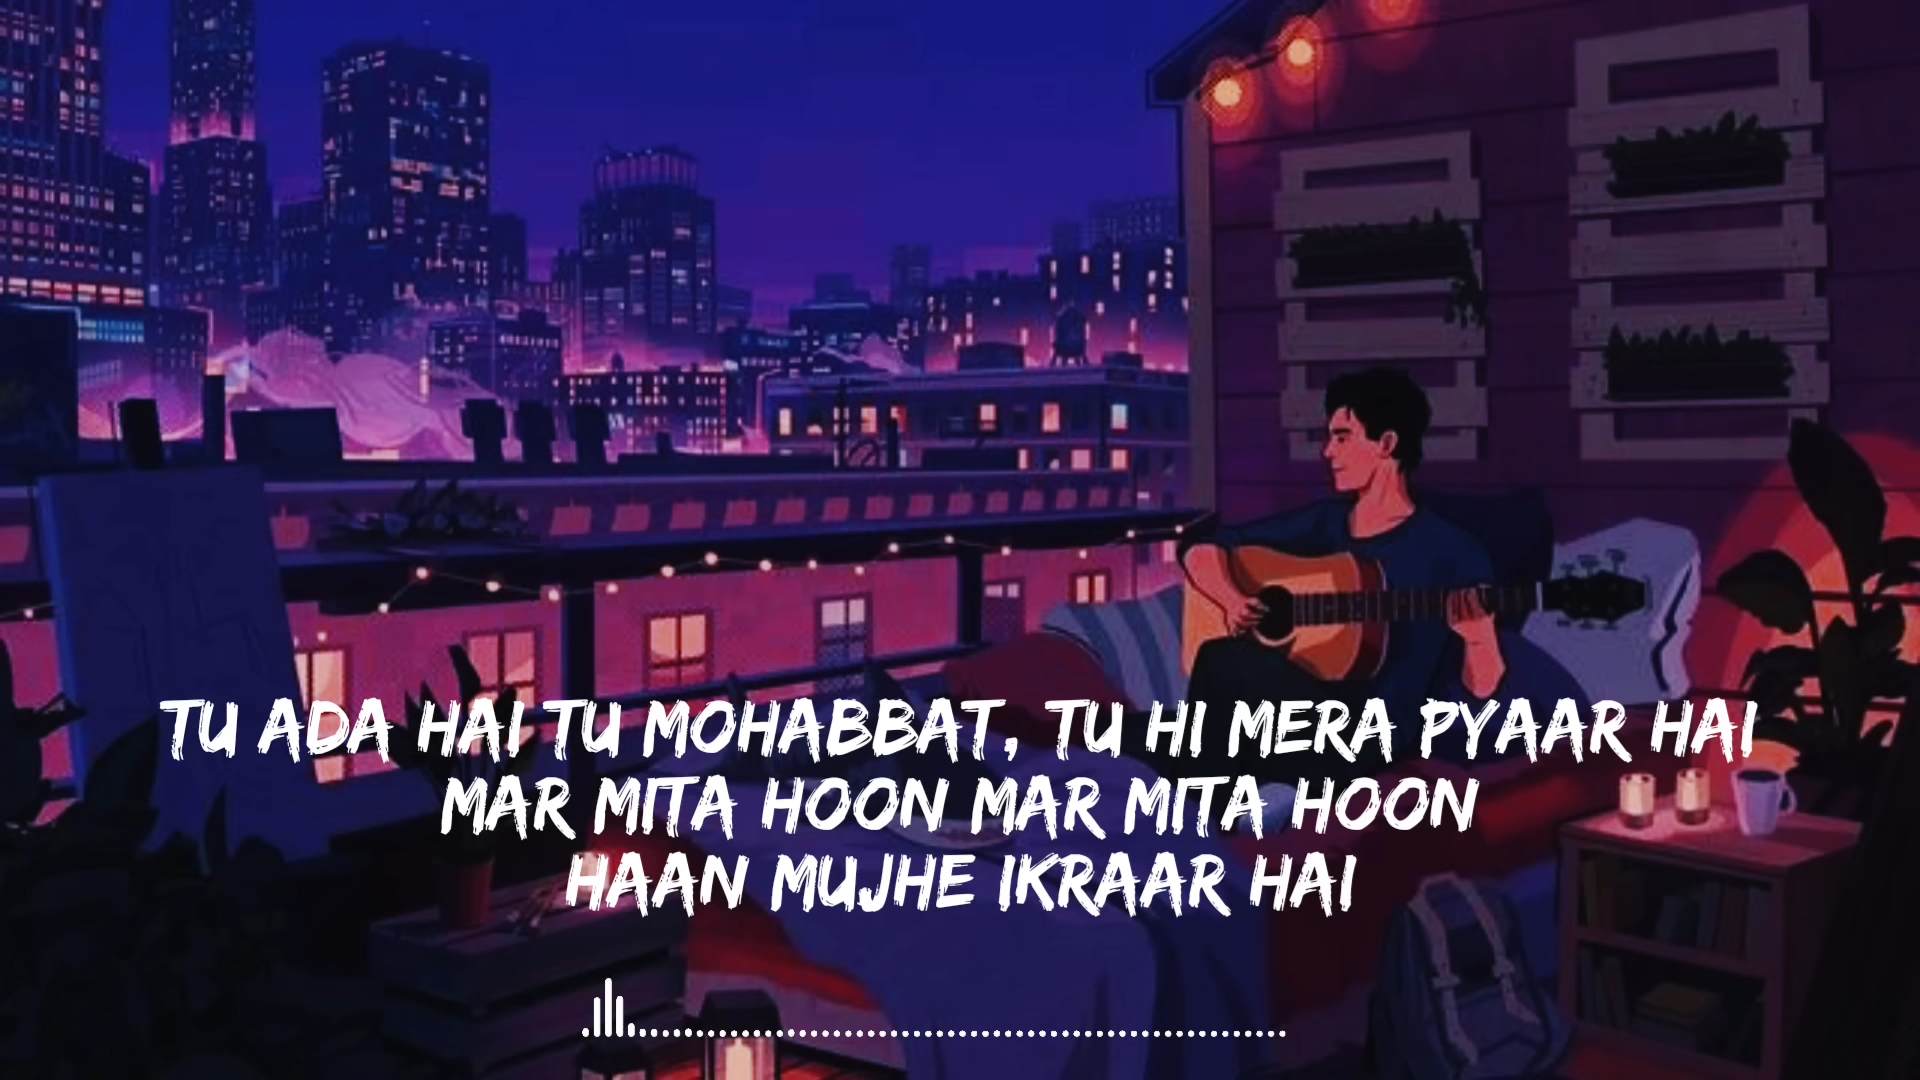 TU ADA HAI TU MOHABBAT, TU HI MERA PYAAR HAI
MAR MITA HOON MAR MITA HOON
HAAN MUJHE IKRAAR HAI